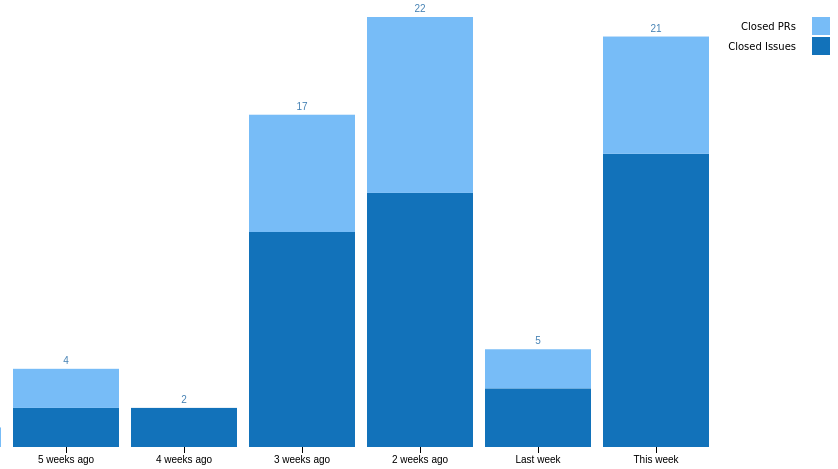 22
Closed PRs
21
Closed Issues
17
4
5
2
5 weeks ago
4 weeks ago
3 weeks ago
2 weeks ago
Last week
This week